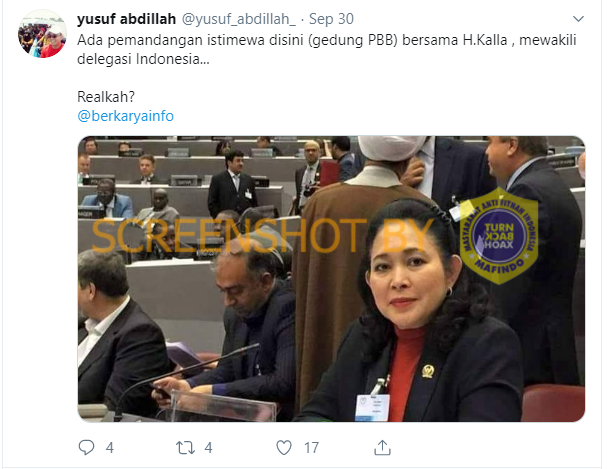 yusuf abdillah @yusuf_abdillah_ · Sep 30
Ada pemandangan istimewa disini (gedung PBB) bersama H.Kalla , mewakili
delegasi Indonesia...
Realkah?
@berkaryainfo
SCREENSHOT BY
MASYARAKAT ANTI FITNAH INDONESIA
TURN
BACK
HOAX
MAFINDO
4
4
17